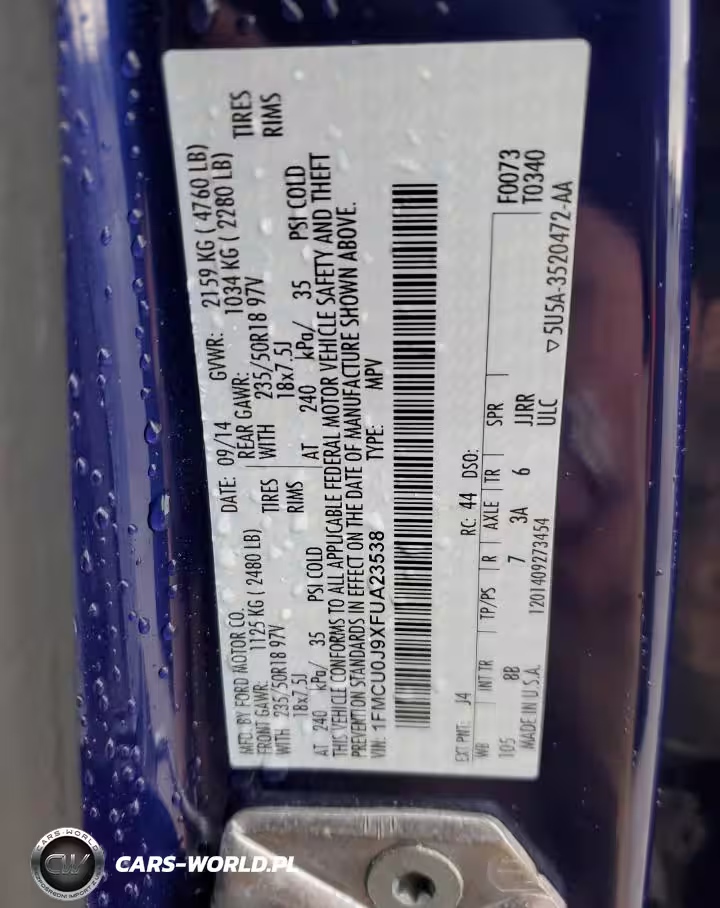 MFD. BY FORD MOTOR CO.
DATE: 09/14
GVWR: 2159 KG ( 4760 LB)
FRONT GAWR: 1125 KG ( 2480 LB)
REAR GAWR: 1034 KG ( 2280 LB)
WITH 235/50R18 97V TIRES
WITH 235/50R18 97V TIRES
18x7.5J RIMS
18x7.5J RIMS
AT 240 kPa/ 35 PSI COLD
AT 240 kPa/ 35 PSI COLD
THIS VEHICLE CONFORMS TO ALL APPLICABLE FEDERAL MOTOR VEHICLE SAFETY AND THEFT
PREVENTION STANDARDS IN EFFECT ON THE DATE OF MANUFACTURE SHOWN ABOVE.
VIN: 1FMCU0J9XFUA23538
TYPE: MPV
EXT PNT: J4 RC: 44 DSO:
F0073
T0340
WB INT TR TP/PS R AXLE TR SPR
105 8B 7 3A 6 JJRR
MADE IN U.S.A. 1201409273454 ULC
▽5U5A-3520472-AA
CARS-WORLD
CW
CARS-WORLD.PL